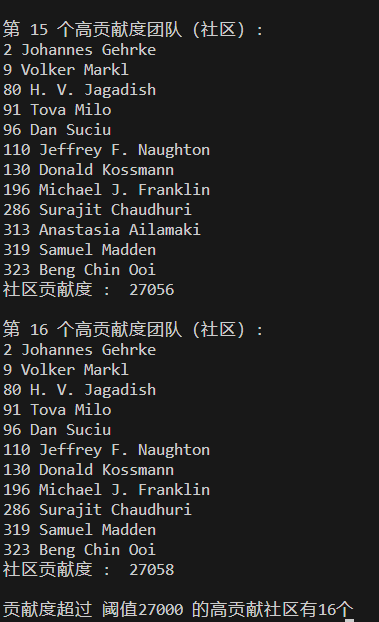 第 15 个高贡献度团队（社区）:
2 Johannes Gehrke
9 Volker Markl
80 H. V. Jagadish
91 Tova Milo
96 Dan Suciu
110 Jeffrey F. Naughton
130 Donald Kossmann
196 Michael J. Franklin
286 Surajit Chaudhuri
313 Anastasia Ailamaki
319 Samuel Madden
323 Beng Chin Ooi
社区贡献度 :  27056
第 16 个高贡献度团队（社区）:
2 Johannes Gehrke
9 Volker Markl
80 H. V. Jagadish
91 Tova Milo
96 Dan Suciu
110 Jeffrey F. Naughton
130 Donald Kossmann
196 Michael J. Franklin
286 Surajit Chaudhuri
319 Samuel Madden
323 Beng Chin Ooi
社区贡献度 :  27058
贡献度超过 阈值27000 的高贡献社区有16个